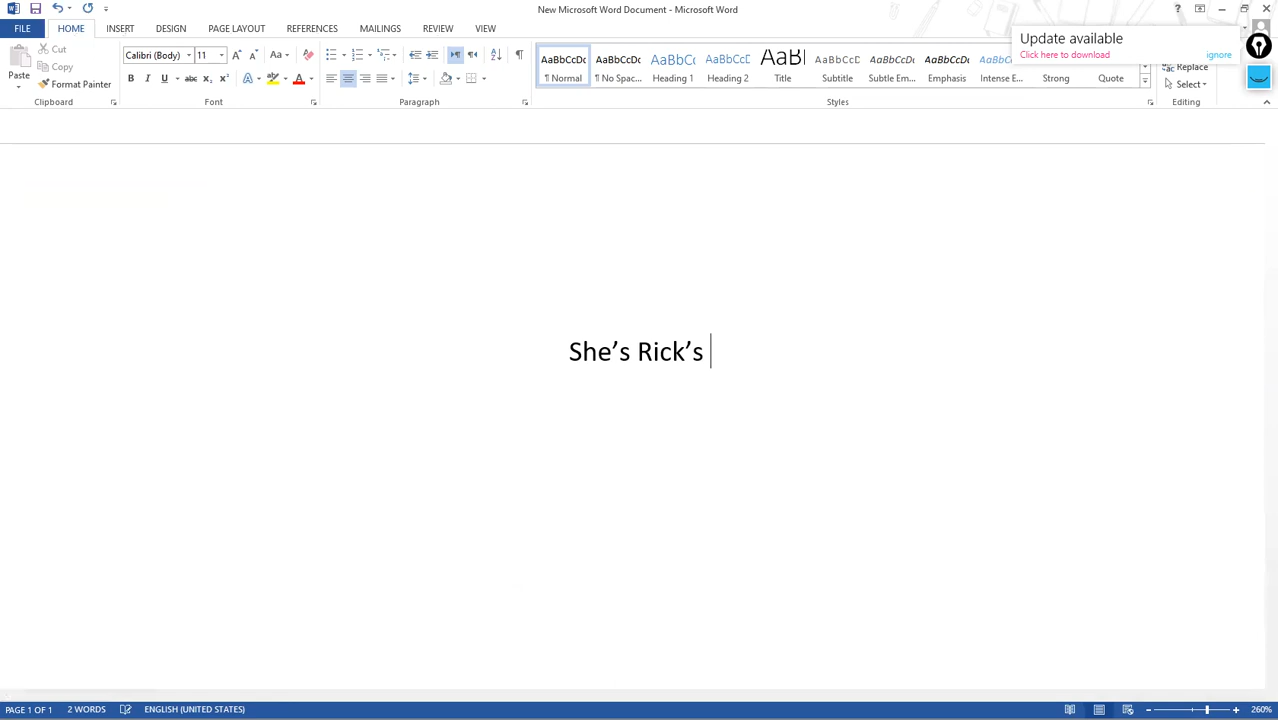 New Microsoft Word Document - Microsoft Word
FILE HOME INSERT DESIGN PAGE LAYOUT REFERENCES MAILINGS REVIEW VIEW
Update available
Click here to download ignore
Paste
Cut
Copy
Format Painter
Calibri (Body) 11
AaBbCcDc AaBbCcDc AaBbCc AaBbCcD AaB AaBbCcD AaBbCcDc AaBbCcDc
¶ Normal ¶ No Spac... Heading 1 Heading 2 Title Subtitle Subtle Em... Emphasis Intense E... Strong Quote
Replace
Select
Clipboard Font Paragraph Styles Editing
She’s Rick’s
PAGE 1 OF 1 2 WORDS ENGLISH (UNITED STATES) 260%